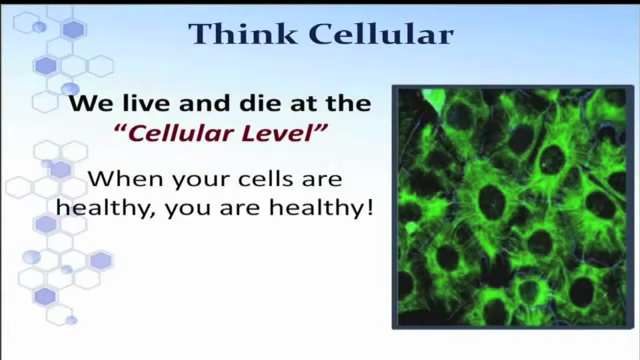 Think Cellular
We live and die at the
“Cellular Level”
When your cells are
healthy, you are healthy!